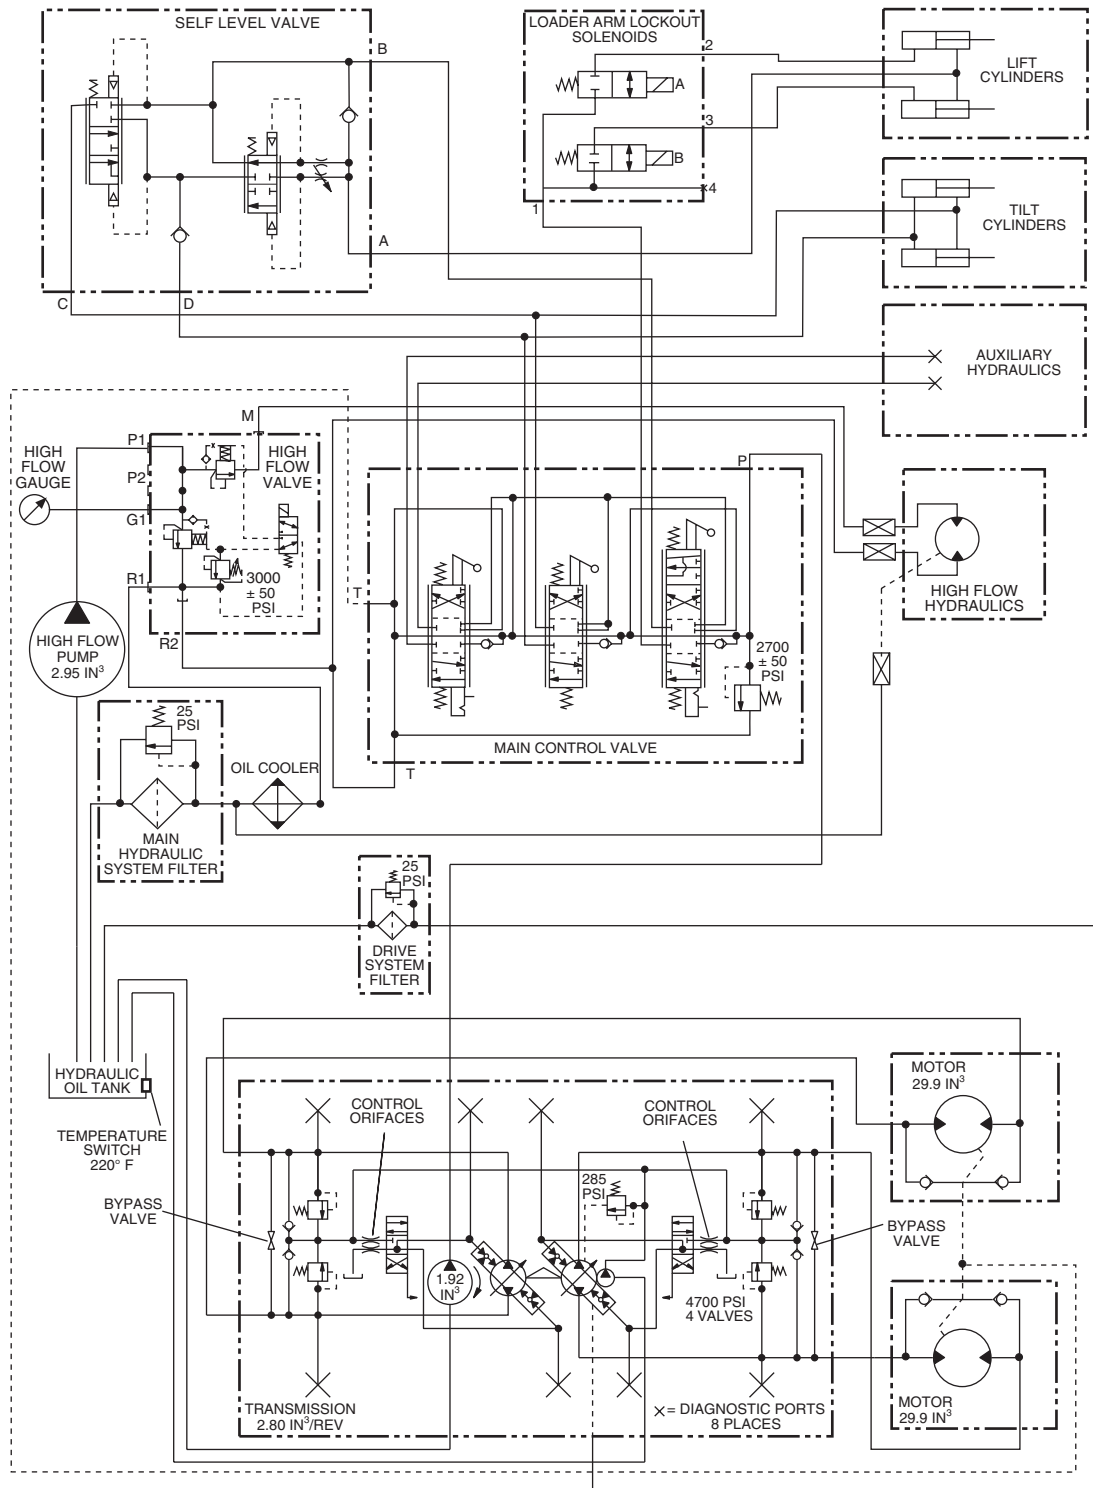 SELF LEVEL VALVE
B
A
C
D
LOADER ARM LOCKOUT
SOLENOIDS
2
A
3
B
4
1
LIFT
CYLINDERS
TILT
CYLINDERS
AUXILIARY
HYDRAULICS
M
P1
HIGH
FLOW
GAUGE
P2
G1
HIGH
FLOW
VALVE
R1
3000
± 50
PSI
R2
T
P
HIGH FLOW
HYDRAULICS
HIGH FLOW
PUMP
2.95 IN³
2700
± 50
PSI
MAIN CONTROL VALVE
T
25
PSI
OIL COOLER
MAIN
HYDRAULIC
SYSTEM FILTER
25
PSI
DRIVE
SYSTEM
FILTER
HYDRAULIC
OIL TANK
TEMPERATURE
SWITCH
220° F
MOTOR
29.9 IN³
CONTROL
ORIFACES
CONTROL
ORIFACES
285
PSI
BYPASS
VALVE
BYPASS
VALVE
1.92
IN³
4700 PSI
4 VALVES
TRANSMISSION
2.80 IN³/REV
= DIAGNOSTIC PORTS
8 PLACES
MOTOR
29.9 IN³